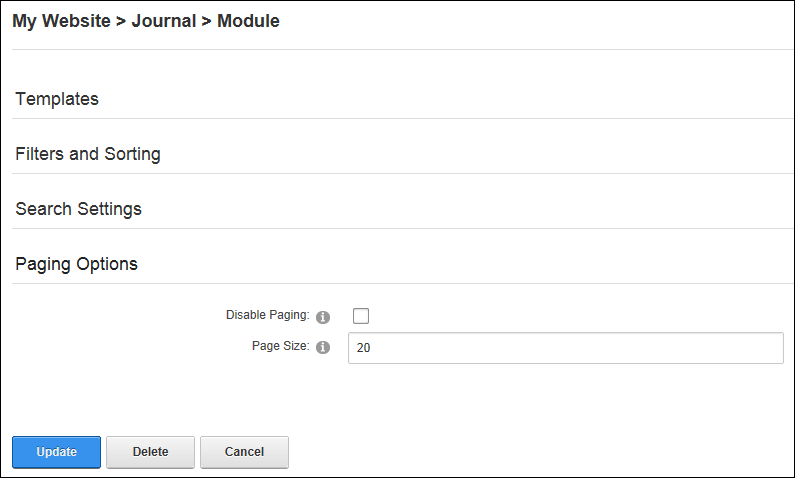 My Website > Journal > Module
Templates
Filters and Sorting
Search Settings
Paging Options
Disable Paging:
Page Size: 20
Update Delete Cancel